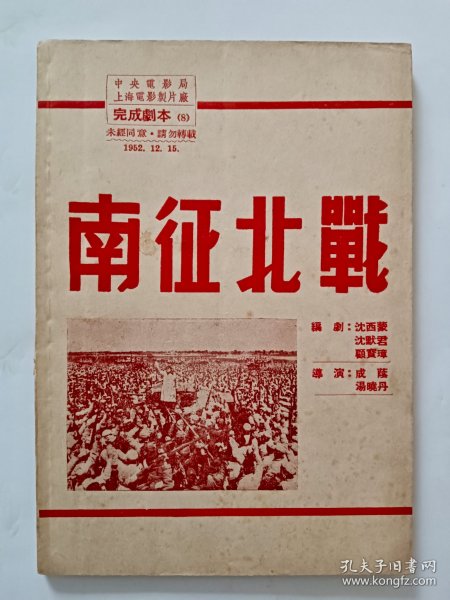 中央電影局
上海電影製片廠
完成劇本(8)
未經同意·請勿轉載
1952. 12. 15.
南征北戰
編劇:沈西蒙
沈默君
顧寶璋
導演:成蔭
湯曉丹
孔夫子旧书网
www.kongfz.com